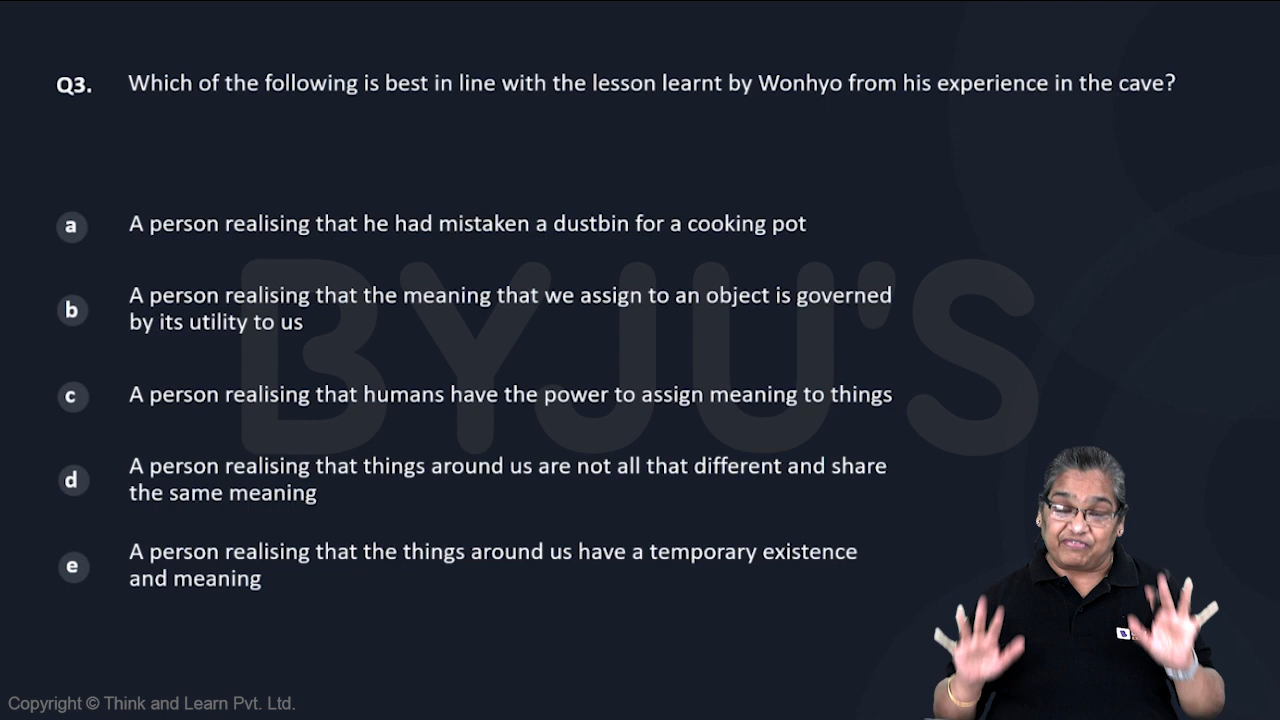 Q3. Which of the following is best in line with the lesson learnt by Wonhyo from his experience in the cave?
a A person realising that he had mistaken a dustbin for a cooking pot
b A person realising that the meaning that we assign to an object is governed
by its utility to us
c A person realising that humans have the power to assign meaning to things
d A person realising that things around us are not all that different and share
the same meaning
e A person realising that the things around us have a temporary existence
and meaning
BYJU'S
Copyright © Think and Learn Pvt. Ltd.